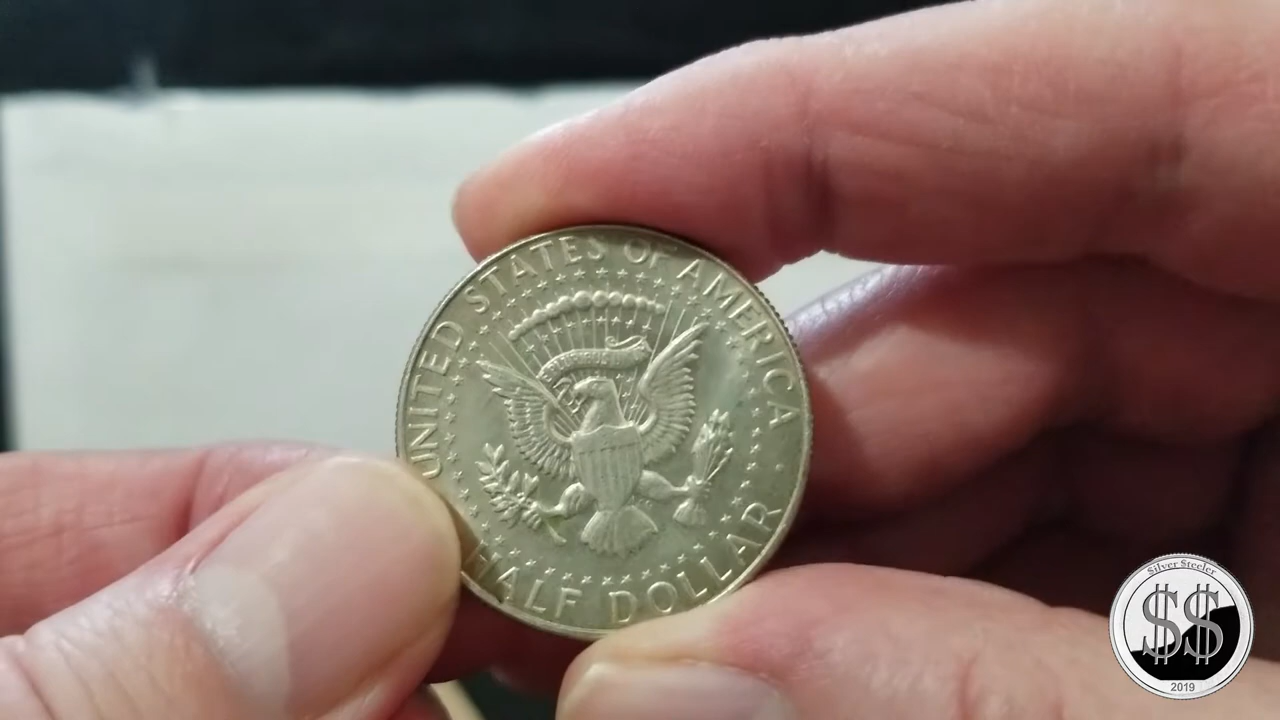 UNITED STATES OF AMERICA
HALF DOLLAR
Silver Steeler
$$
2019